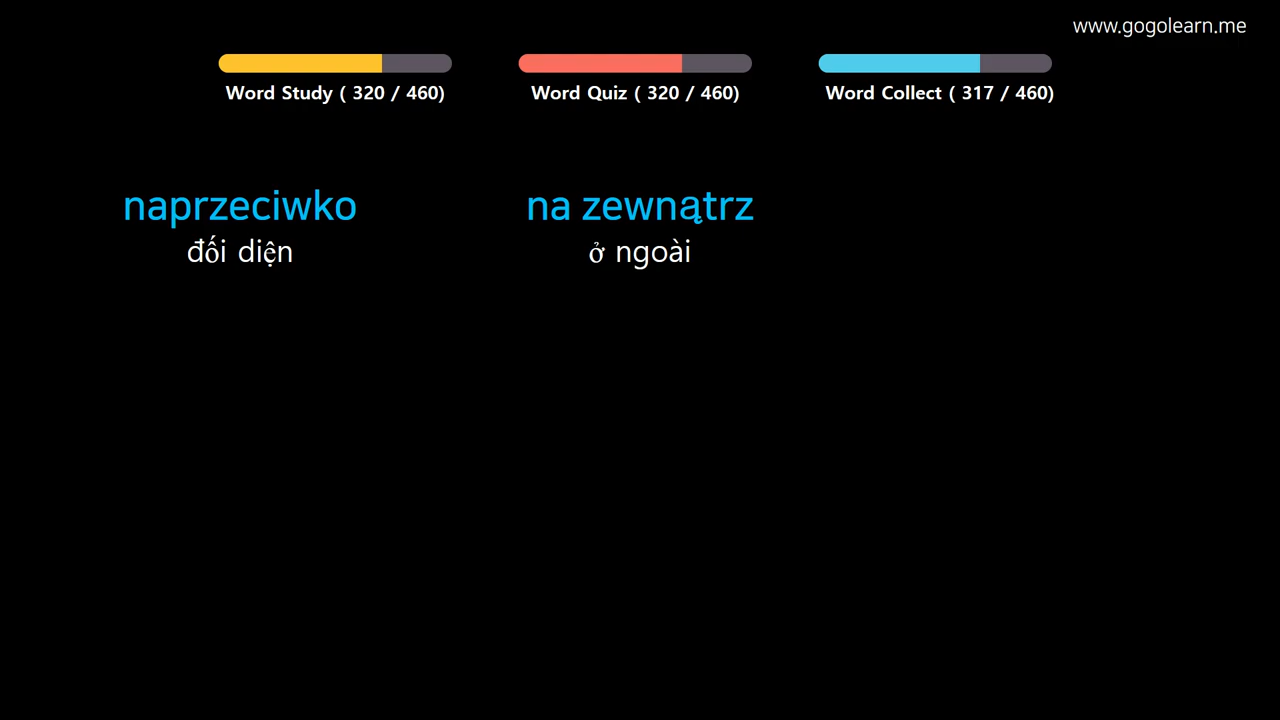 www.gogolearn.me
Word Study ( 320 / 460)
Word Quiz ( 320 / 460)
Word Collect ( 317 / 460)
naprzeciwko
đối diện
na zewnątrz
ở ngoài